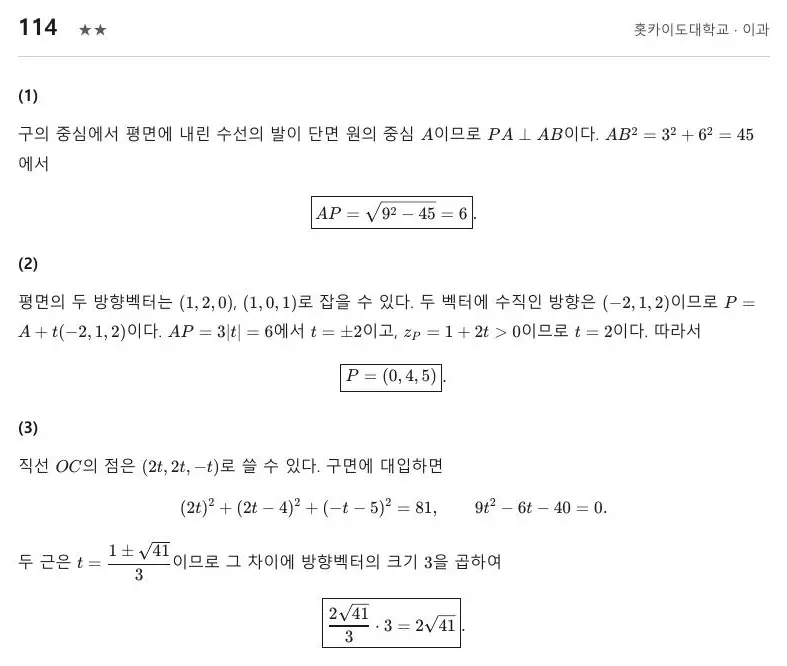 114 ★★ 홋카이도대학교 · 이과
(1)
구의 중심에서 평면에 내린 수선의 발이 단면 원의 중심 A이므로 PA ⊥ AB이다. AB² = 3² + 6² = 45
에서
AP = √(9² − 45) = 6.
(2)
평면의 두 방향벡터는 (1, 2, 0), (1, 0, 1)로 잡을 수 있다. 두 벡터에 수직인 방향은 (−2, 1, 2)이므로 P =
A + t(−2, 1, 2)이다. AP = 3|t| = 6에서 t = ±2이고, z_P = 1 + 2t > 0이므로 t = 2이다. 따라서
P = (0, 4, 5).
(3)
직선 OC의 점은 (2t, 2t, −t)로 쓸 수 있다. 구면에 대입하면
(2t)² + (2t − 4)² + (−t − 5)² = 81, 9t² − 6t − 40 = 0.
두 근은 t = (1 ± √41)/3 이므로 그 차이에 방향벡터의 크기 3을 곱하여
(2√41)/3 · 3 = 2√41.